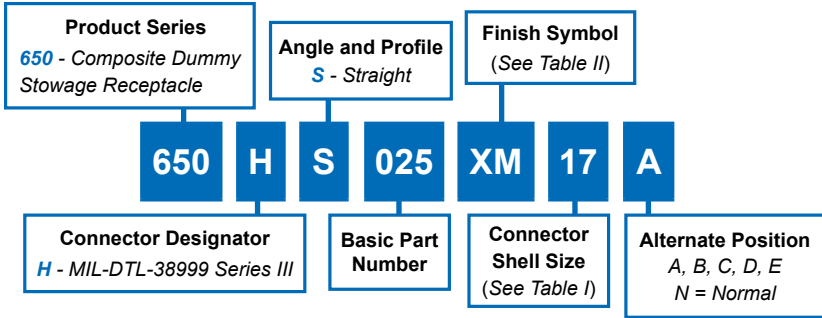 Product Series
650 - Composite Dummy
Stowage Receptacle
Angle and Profile
S - Straight
Finish Symbol
(See Table II)
650 H S 025 XM 17 A
Connector Designator
H - MIL-DTL-38999 Series III
Basic Part
Number
Connector
Shell Size
(See Table I)
Alternate Position
A, B, C, D, E
N = Normal